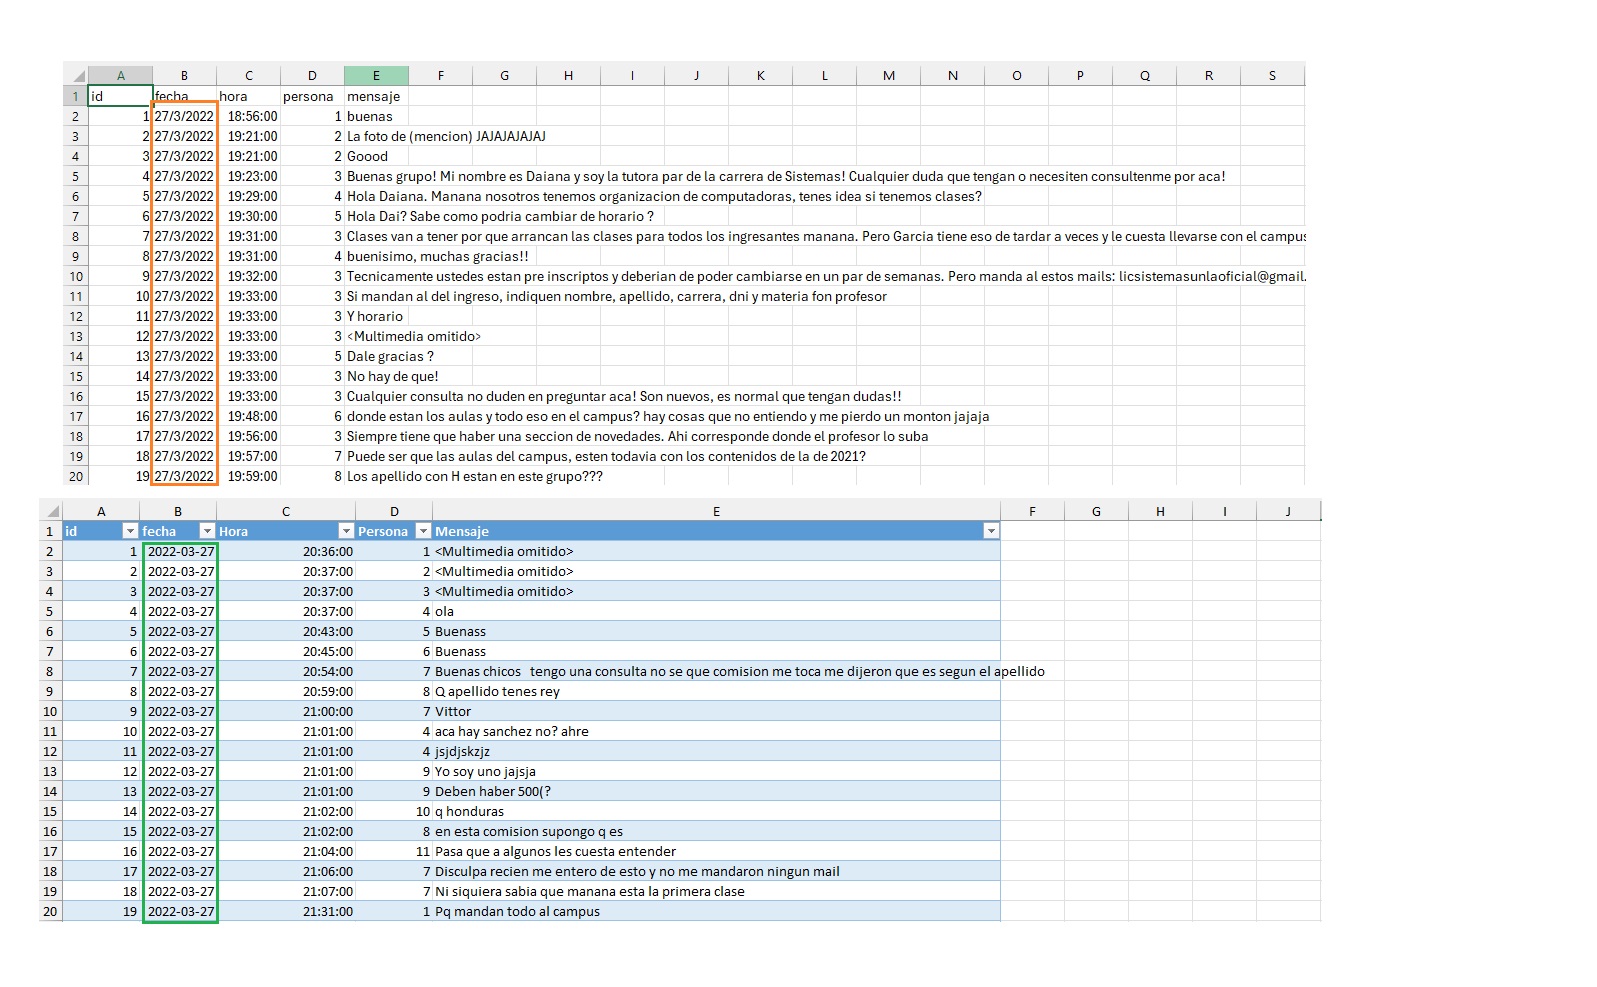 A B C D E F G H I J K L M N O P Q R S
1 id fecha hora persona mensaje
2 1 27/3/2022 18:56:00 1 buenas
3 2 27/3/2022 19:21:00 2 La foto de (mencion) JAJAJAJAJAJ
4 3 27/3/2022 19:21:00 2 Goood
5 4 27/3/2022 19:23:00 3 Buenas grupo! Mi nombre es Daiana y soy la tutora par de la carrera de Sistemas! Cualquier duda que tengan o necesiten consultenme por aca!
6 5 27/3/2022 19:29:00 4 Hola Daiana. Manana nosotros tenemos organizacion de computadoras, tenes idea si tenemos clases?
7 6 27/3/2022 19:30:00 5 Hola Dai? Sabe como podria cambiar de horario ?
8 7 27/3/2022 19:31:00 3 Clases van a tener por que arrancan las clases para todos los ingresantes manana. Pero Garcia tiene eso de tardar a veces y le cuesta llevarse con el campus
9 8 27/3/2022 19:31:00 4 buenisimo, muchas gracias!!
10 9 27/3/2022 19:32:00 3 Tecnicamente ustedes estan pre inscriptos y deberian de poder cambiarse en un par de semanas. Pero manda al estos mails: licsistemasunlaoficial@gmail.
11 10 27/3/2022 19:33:00 3 Si mandan al del ingreso, indiquen nombre, apellido, carrera, dni y materia fon profesor
12 11 27/3/2022 19:33:00 3 Y horario
13 12 27/3/2022 19:33:00 3 <Multimedia omitido>
14 13 27/3/2022 19:33:00 5 Dale gracias ?
15 14 27/3/2022 19:33:00 3 No hay de que!
16 15 27/3/2022 19:33:00 3 Cualquier consulta no duden en preguntar aca! Son nuevos, es normal que tengan dudas!!
17 16 27/3/2022 19:48:00 6 donde estan los aulas y todo eso en el campus? hay cosas que no entiendo y me pierdo un monton jajaja
18 17 27/3/2022 19:56:00 3 Siempre tiene que haber una seccion de novedades. Ahi corresponde donde el profesor lo suba
19 18 27/3/2022 19:57:00 7 Puede ser que las aulas del campus, esten todavia con los contenidos de la de 2021?
20 19 27/3/2022 19:59:00 8 Los apellido con H estan en este grupo???
A B C D E F G H I J
1 id fecha Hora Persona Mensaje
2 1 2022-03-27 20:36:00 1 <Multimedia omitido>
3 2 2022-03-27 20:37:00 2 <Multimedia omitido>
4 3 2022-03-27 20:37:00 3 <Multimedia omitido>
5 4 2022-03-27 20:37:00 4 ola
6 5 2022-03-27 20:43:00 5 Buenass
7 6 2022-03-27 20:45:00 6 Buenass
8 7 2022-03-27 20:54:00 7 Buenas chicos tengo una consulta no se que comision me toca me dijeron que es segun el apellido
9 8 2022-03-27 20:59:00 8 Q apellido tenes rey
10 9 2022-03-27 21:00:00 7 Vittor
11 10 2022-03-27 21:01:00 4 aca hay sanchez no? ahre
12 11 2022-03-27 21:01:00 4 jsjdjskzjz
13 12 2022-03-27 21:01:00 9 Yo soy uno jajsja
14 13 2022-03-27 21:01:00 9 Deben haber 500(?
15 14 2022-03-27 21:02:00 10 q honduras
16 15 2022-03-27 21:02:00 8 en esta comision supongo q es
17 16 2022-03-27 21:04:00 11 Pasa que a algunos les cuesta entender
18 17 2022-03-27 21:06:00 7 Disculpa recien me entero de esto y no me mandaron ningun mail
19 18 2022-03-27 21:07:00 7 Ni siquiera sabia que manana esta la primera clase
20 19 2022-03-27 21:31:00 1 Pq mandan todo al campus